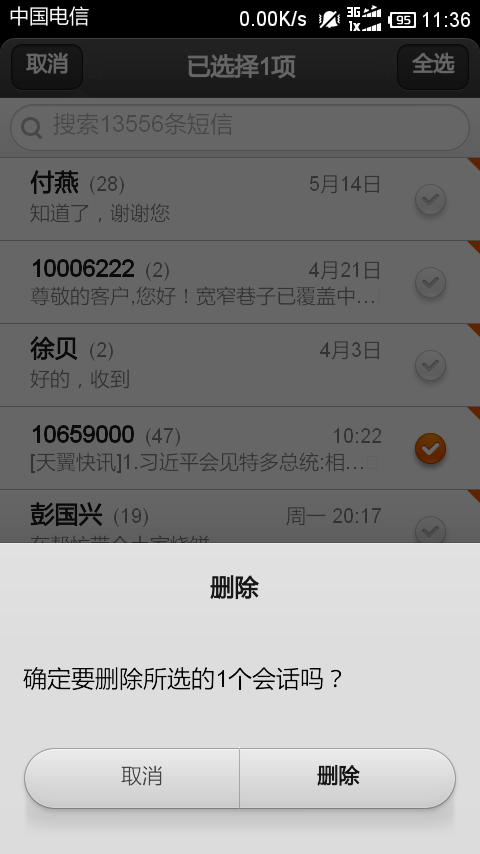 中国电信 0.00K/s 3G 1X 95 11:36
取消 已选择1项 全选
搜索13556条短信
付燕 (28) 5月14日
知道了，谢谢您
10006222 (2) 4月21日
尊敬的客户,您好！宽窄巷子已覆盖中...
徐贝 (2) 4月3日
好的，收到
10659000 (47) 10:22
[天翼快讯]1.习近平会见特多总统:相...
彭国兴 (19) 周一 20:17
删除
确定要删除所选的1个会话吗？
取消 删除